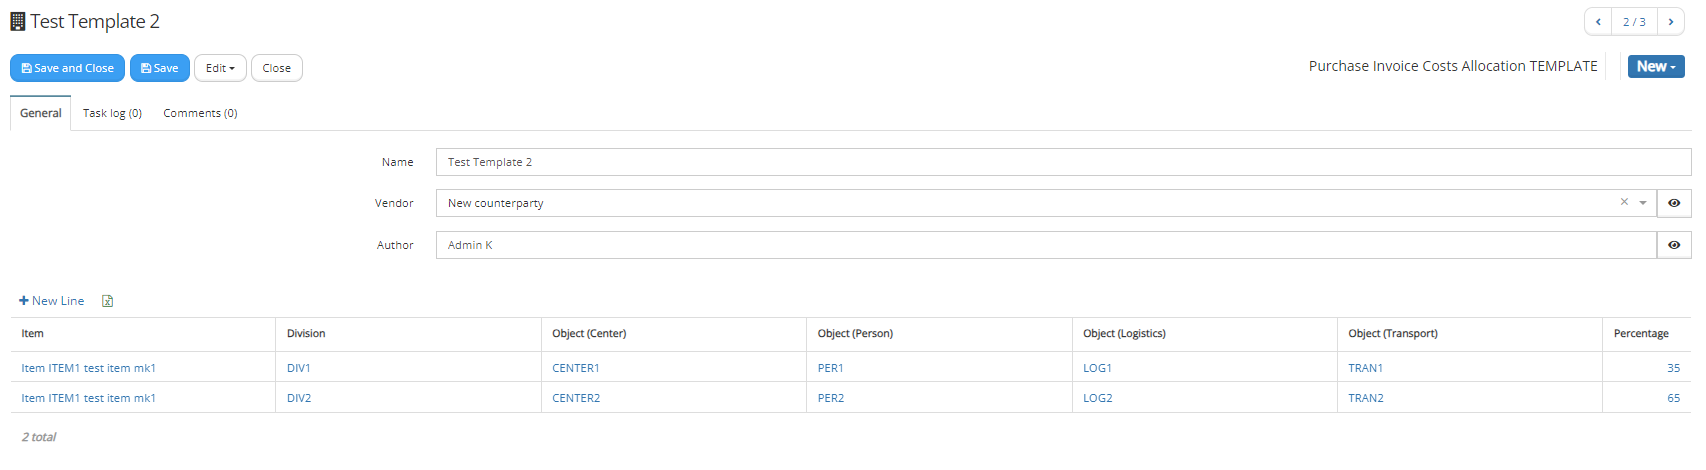 Test Template 2
2 / 3
Save and Close Save Edit Close
Purchase Invoice Costs Allocation TEMPLATE New
General Task log (0) Comments (0)
Name Test Template 2
Vendor New counterparty
Author Admin K
New Line
Item Division Object (Center) Object (Person) Object (Logistics) Object (Transport) Percentage
Item ITEM1 test item mk1 DIV1 CENTER1 PER1 LOG1 TRAN1 35
Item ITEM1 test item mk1 DIV2 CENTER2 PER2 LOG2 TRAN2 65
2 total